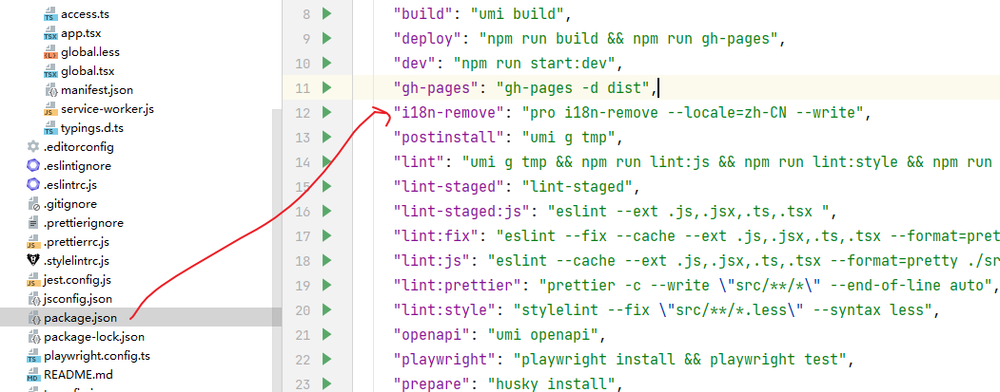 access.ts
app.tsx
global.less
global.tsx
manifest.json
service-worker.js
typings.d.ts
.editorconfig
.eslintignore
.eslintrc.js
.gitignore
.prettierignore
.prettierrc.js
.stylelintrc.js
jest.config.js
jsconfig.json
package.json
package-lock.json
playwright.config.ts
README.md
8 "build": "umi build",
9 "deploy": "npm run build && npm run gh-pages",
10 "dev": "npm run start:dev",
11 "gh-pages": "gh-pages -d dist",
12 "i18n-remove": "pro i18n-remove --locale=zh-CN --write",
13 "postinstall": "umi g tmp",
14 "lint": "umi g tmp && npm run lint:js && npm run lint:style && npm run
15 "lint-staged": "lint-staged",
16 "lint-staged:js": "eslint --ext .js,.jsx,.ts,.tsx ",
17 "lint:fix": "eslint --fix --cache --ext .js,.jsx,.ts,.tsx --format=pret
18 "lint:js": "eslint --cache --ext .js,.jsx,.ts,.tsx --format=pretty ./sr
19 "lint:prettier": "prettier -c --write \"src/**/*\" --end-of-line auto",
20 "lint:style": "stylelint --fix \"src/**/*.less\" --syntax less",
21 "openapi": "umi openapi",
22 "playwright": "playwright install && playwright test",
23 "prepare": "husky install",